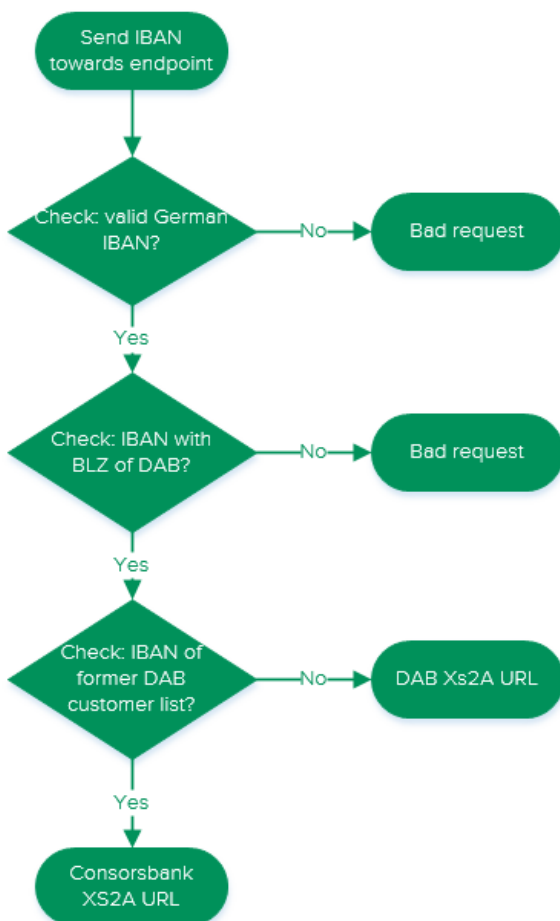 Send IBAN
towards endpoint
Check: valid German
IBAN?
No
Bad request
Yes
Check: IBAN with
BLZ of DAB?
No
Bad request
Yes
Check: IBAN of
former DAB
customer list?
No
DAB Xs2A URL
Yes
Consorsbank
XS2A URL